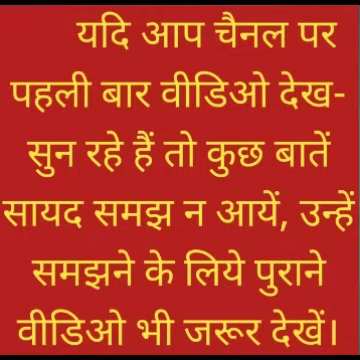 यदि आप चैनल पर
पहली बार वीडिओ देख-
सुन रहे हैं तो कुछ बातें
सायद समझ न आयें, उन्हें
समझने के लिये पुराने
वीडिओ भी जरूर देखें।